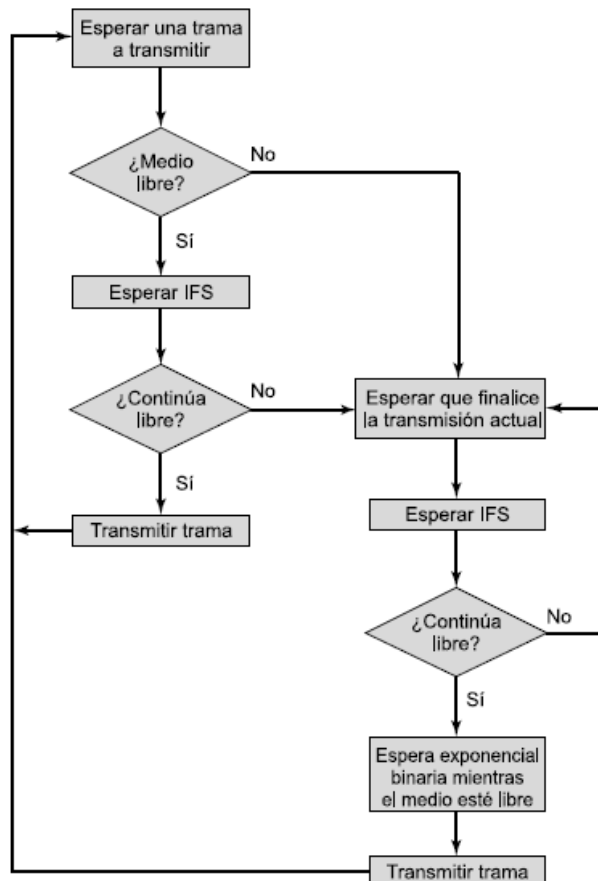 Esperar una trama
a transmitir
¿Medio
libre?
No
Sí
Esperar IFS
¿Continúa
libre?
No
Sí
Transmitir trama
Esperar que finalice
la transmisión actual
Esperar IFS
¿Continúa
libre?
No
Sí
Espera exponencial
binaria mientras
el medio esté libre
Transmitir trama